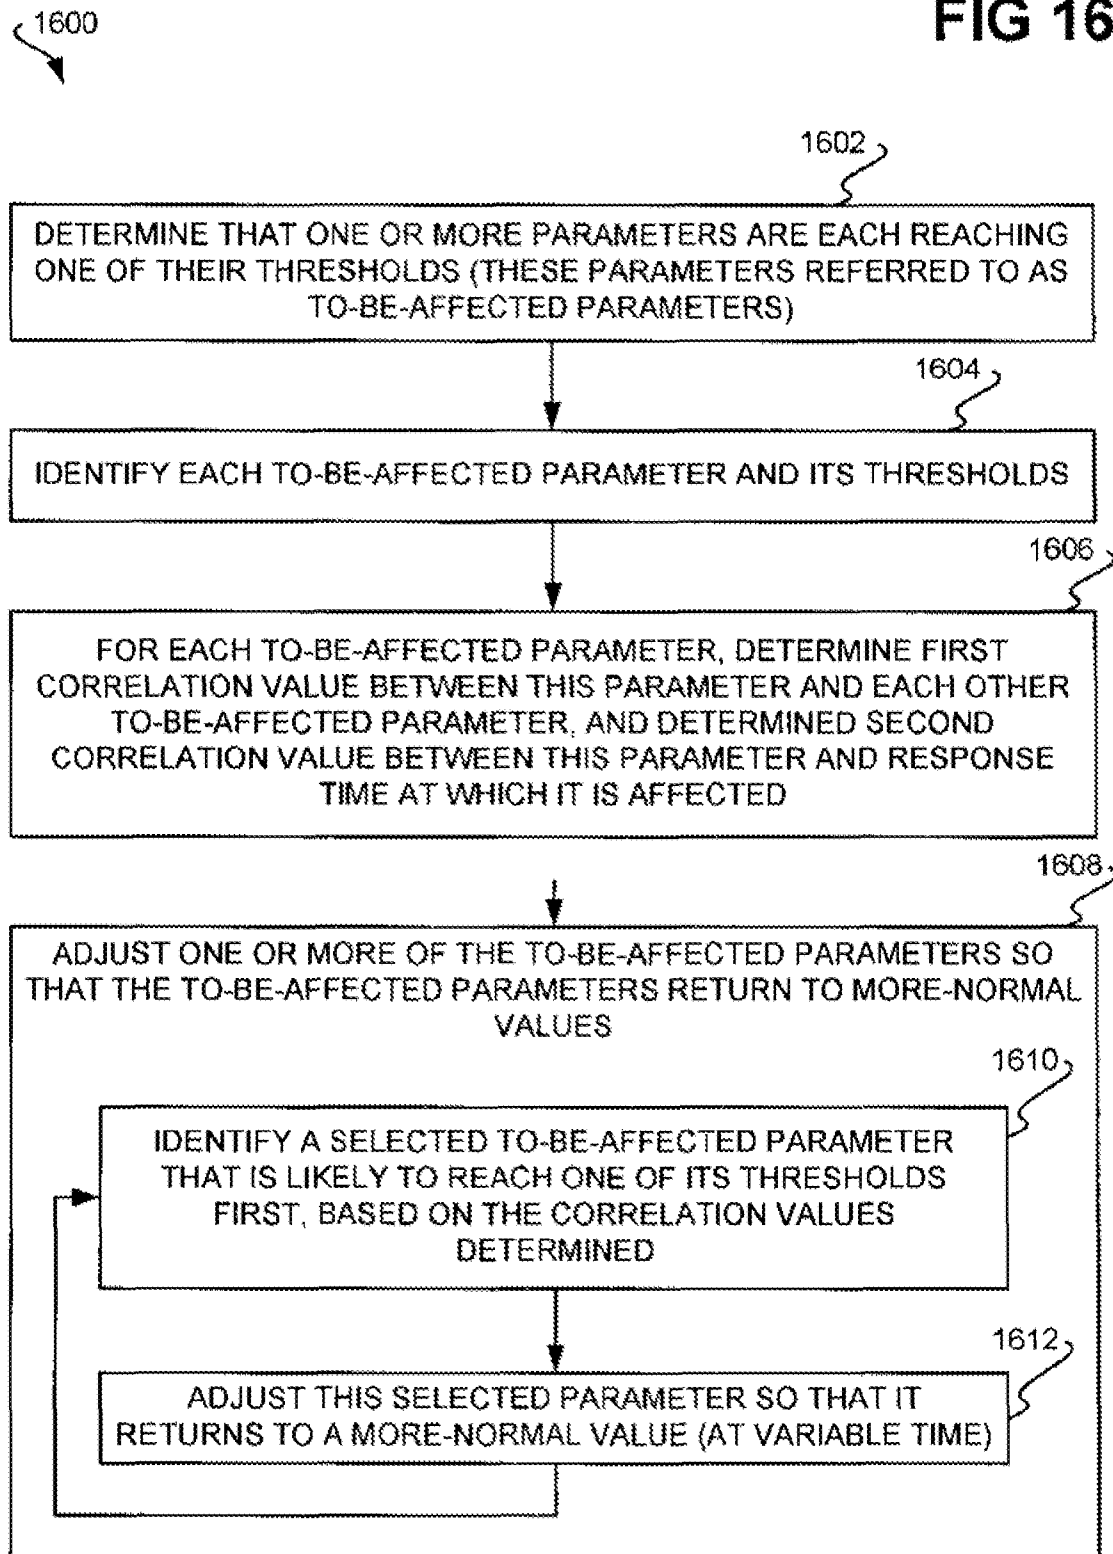 1600
FIG 16
1602
DETERMINE THAT ONE OR MORE PARAMETERS ARE EACH REACHING
ONE OF THEIR THRESHOLDS (THESE PARAMETERS REFERRED TO AS
TO-BE-AFFECTED PARAMETERS)
1604
IDENTIFY EACH TO-BE-AFFECTED PARAMETER AND ITS THRESHOLDS
1606
FOR EACH TO-BE-AFFECTED PARAMETER, DETERMINE FIRST
CORRELATION VALUE BETWEEN THIS PARAMETER AND EACH OTHER
TO-BE-AFFECTED PARAMETER, AND DETERMINED SECOND
CORRELATION VALUE BETWEEN THIS PARAMETER AND RESPONSE
TIME AT WHICH IT IS AFFECTED
1608
ADJUST ONE OR MORE OF THE TO-BE-AFFECTED PARAMETERS SO
THAT THE TO-BE-AFFECTED PARAMETERS RETURN TO MORE-NORMAL
VALUES
1610
IDENTIFY A SELECTED TO-BE-AFFECTED PARAMETER
THAT IS LIKELY TO REACH ONE OF ITS THRESHOLDS
FIRST, BASED ON THE CORRELATION VALUES
DETERMINED
1612
ADJUST THIS SELECTED PARAMETER SO THAT IT
RETURNS TO A MORE-NORMAL VALUE (AT VARIABLE TIME)